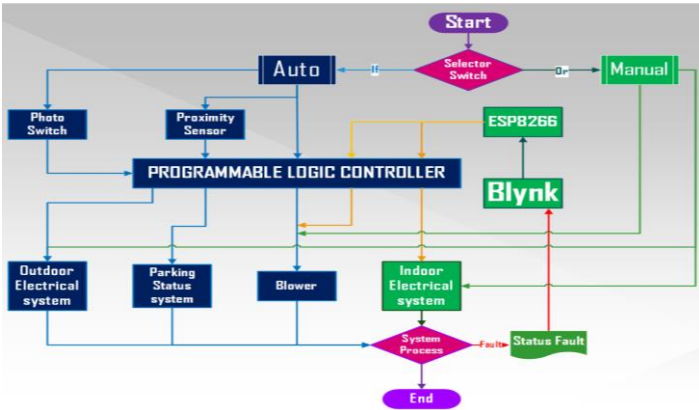 Start
Selector
Switch
Auto
If
Or
Manual
Photo
Switch
Proximity
Sensor
ESP8266
PROGRAMMABLE LOGIC CONTROLLER
Blynk
Outdoor
Electrical
system
Parking
Status
system
Blower
Indoor
Electrical
system
System
Process
Fault
Status Fault
End